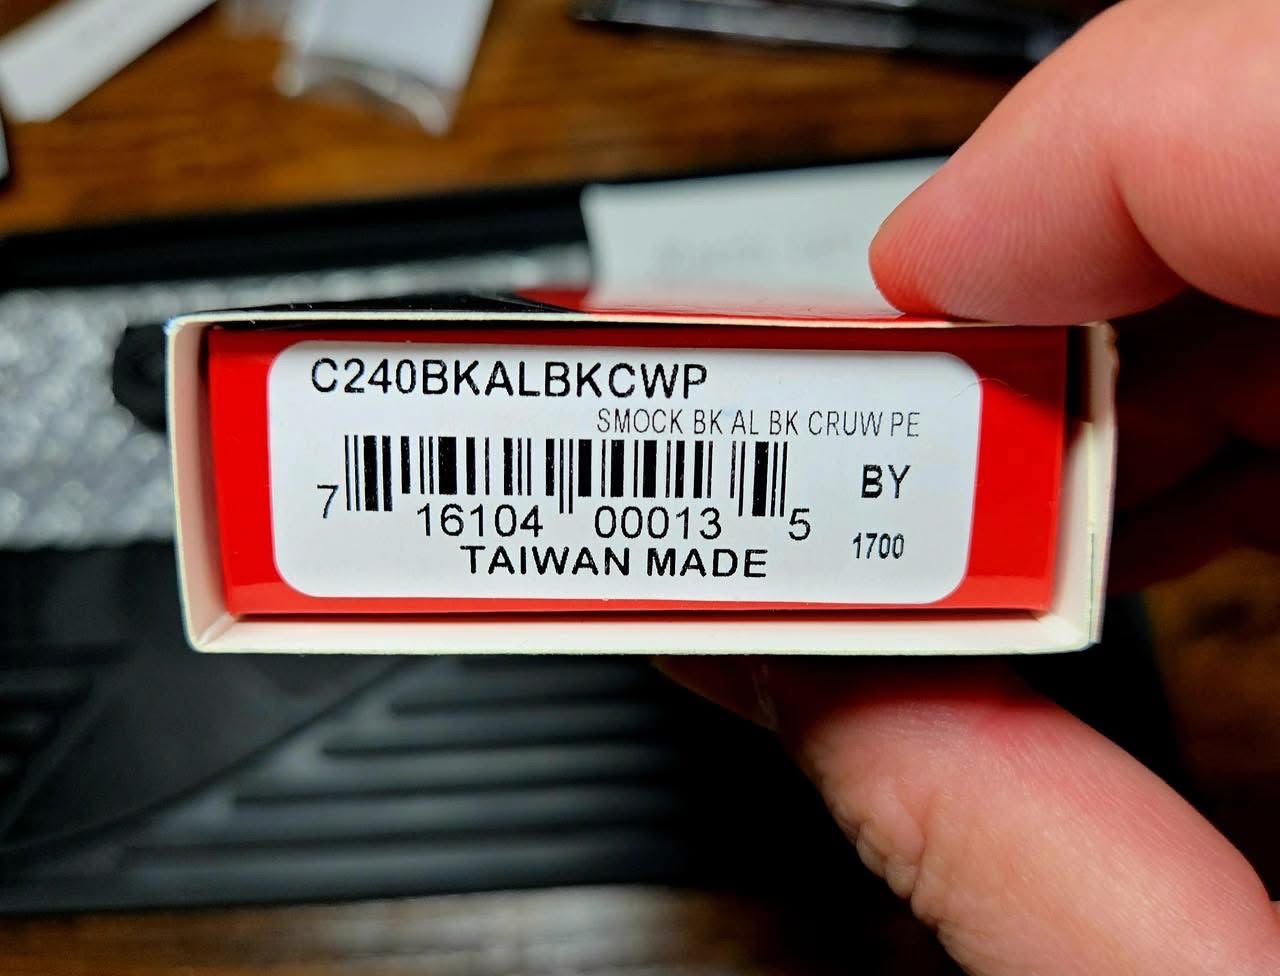 C240BKALBKCWP
SMOCK BK AL BK CRUW PE
7 16104 00013 5
BY
TAIWAN MADE
1700